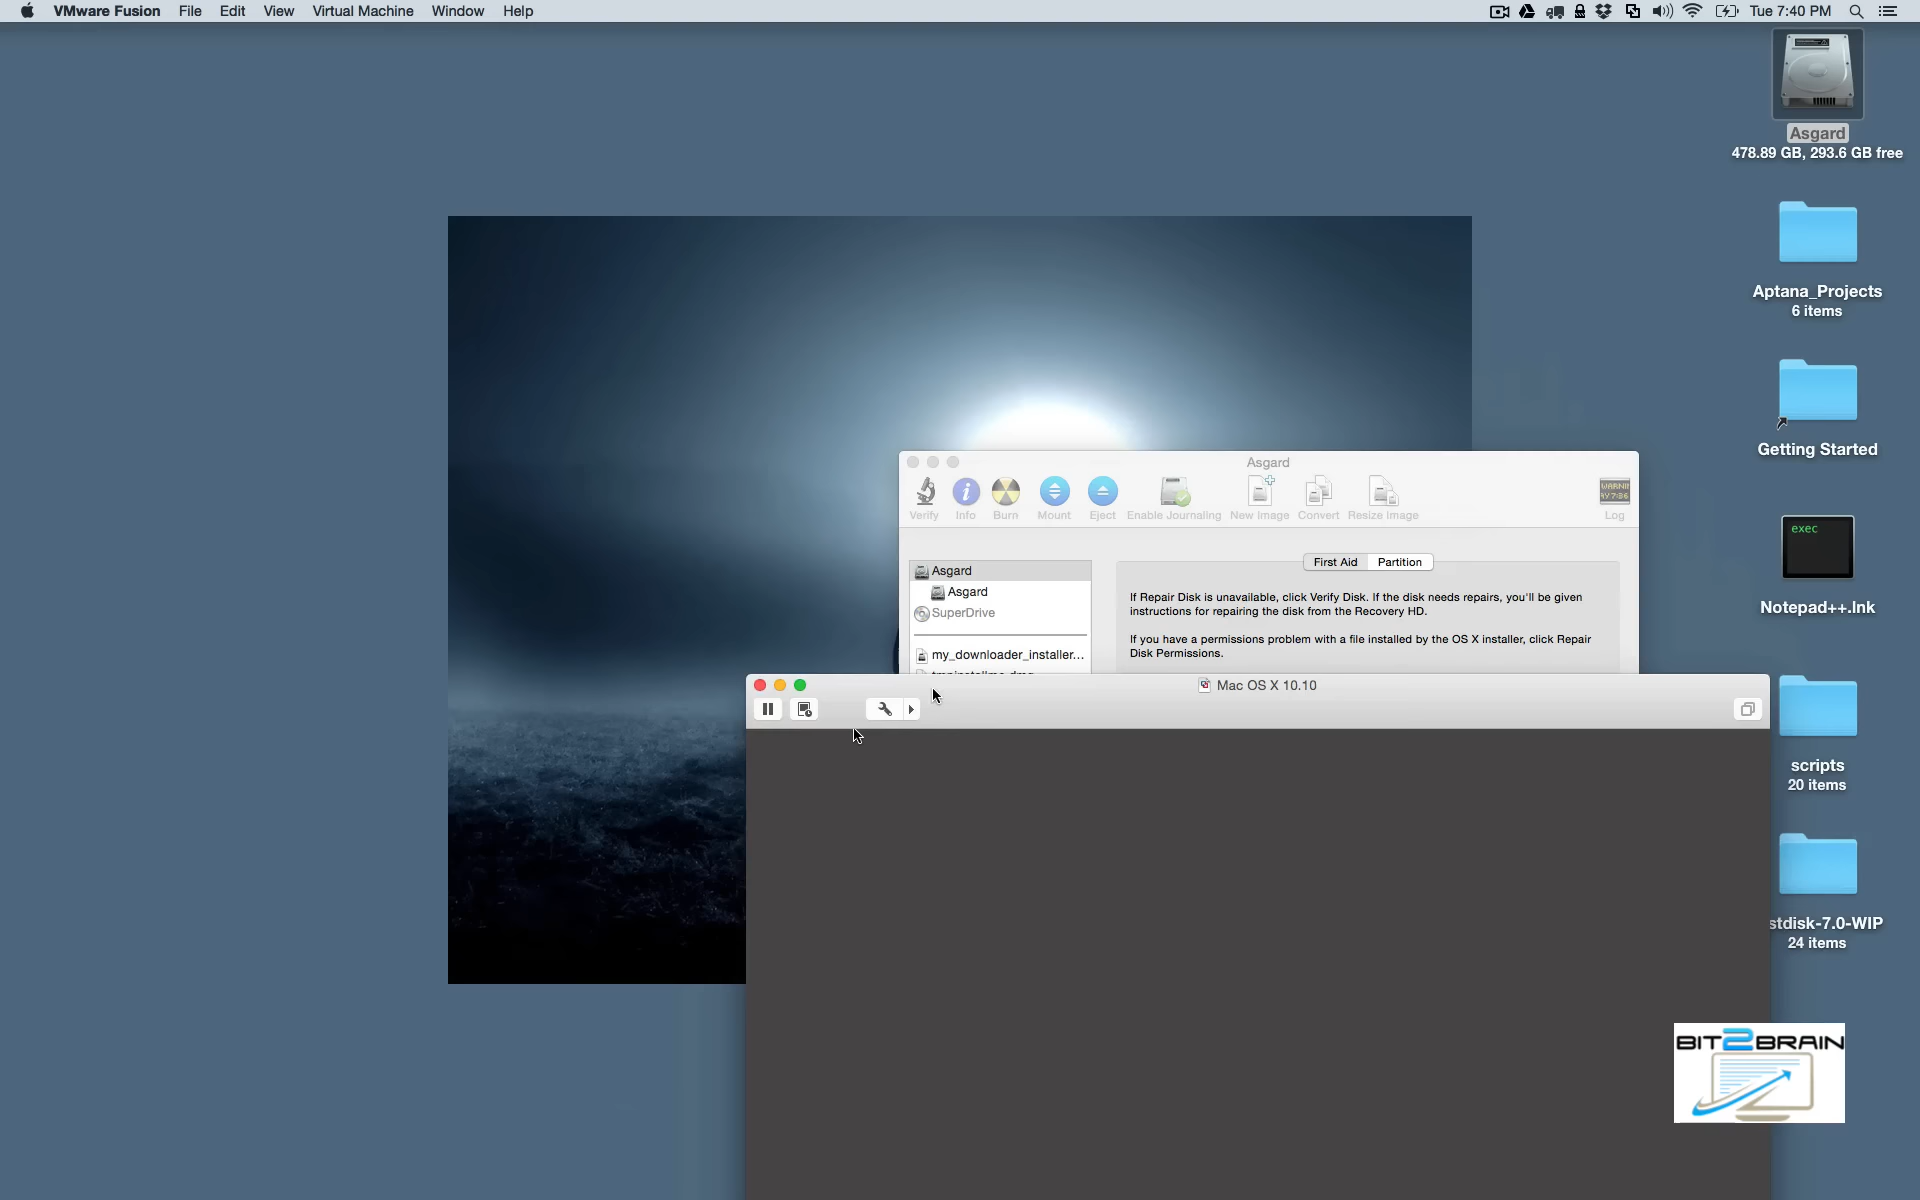 VMware Fusion File Edit View Virtual Machine Window Help Tue 7:40 PM
Asgard
478.89 GB, 293.6 GB free
Aptana_Projects
6 items
Getting Started
exec
Notepad++.lnk
scripts
20 items
stdisk-7.0-WIP
24 items
Asgard
Verify Info Burn Mount Eject Enable Journaling New Image Convert Resize Image Log
WARNII
AY 7:36
Asgard
Asgard
SuperDrive
my_downloader_installer...
First Aid Partition
If Repair Disk is unavailable, click Verify Disk. If the disk needs repairs, you'll be given
instructions for repairing the disk from the Recovery HD.
If you have a permissions problem with a file installed by the OS X installer, click Repair
Disk Permissions.
Mac OS X 10.10
BIT2BRAIN